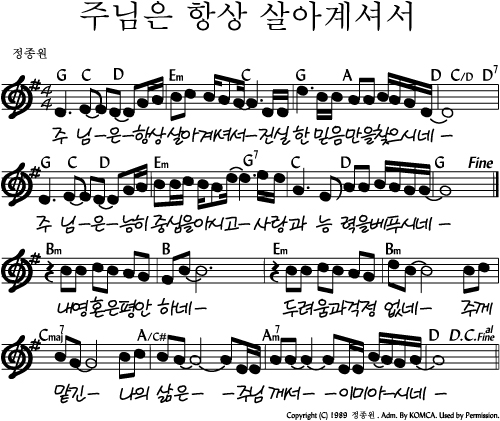 주님은 항상 살아계셔서
정종원
G C D Em C G A D C/D D7
주 님-은-항상살아계셔서-진실 한 믿음만을찾으시네-
G C D Em G7 C D G Fine
주 님-은-능히 중심을아시고-사랑과 능 력을베푸시네-
Bm B Em Bm
내영혼은평안 하네- 두려움과걱정 없네- 주께
Cmaj7 A/C# Am7 D D.C. al Fine
맡긴- 나의 삶은- -주님 께서- -이미아-시네-
Copyright (C) 1989 정종원 . Adm. By KOMCA. Used by Permission.